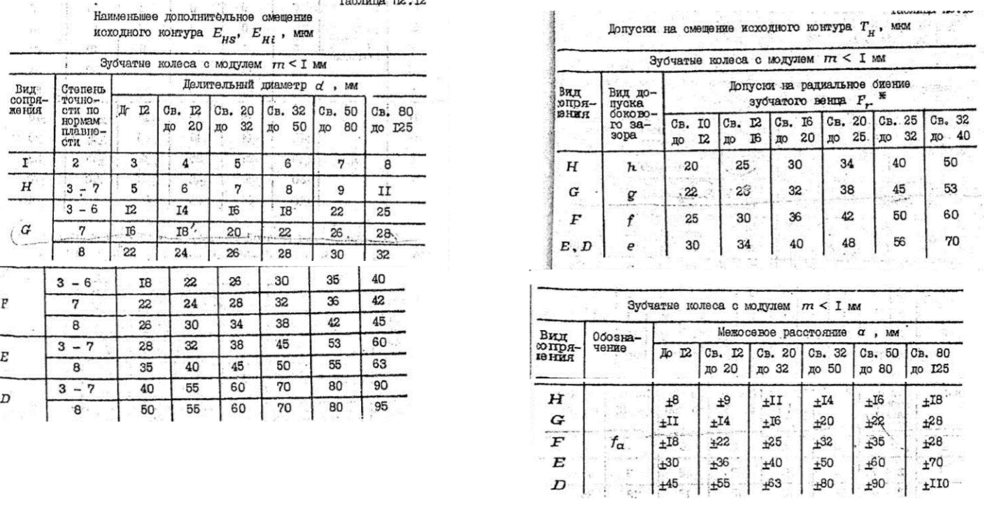 Таблица П2.12
Наименьшее дополнительное смещение
исходного контура E_Hs, E_Hi, мкм
Зубчатые колеса с модулем m < I мм
Вид сопря-жения Степень точно-сти по нормам плавно-сти Делительный диаметр d , мм
До I2 Св. I2 до 20 Св. 20 до 32 Св. 32 до 50 Св. 50 до 80 Св. 80 до I25
I 2 3 4 5 6 7 8
H 3 - 7 5 6 7 8 9 II
3 - 6 I2 I4 I6 I8 22 25
G 7 I6 I8 20 22 26 28
8 22 24 26 28 30 32
3 - 6 I8 22 26 30 35 40
F 7 22 24 28 32 36 42
8 26 30 34 38 42 45
E 3 - 7 28 32 38 45 53 60
8 35 40 45 50 55 63
D 3 - 7 40 55 60 70 80 90
8 50 55 60 70 80 95
Допуски на смещение исходного контура T_H, мкм
Зубчатые колеса с модулем m < I мм
Вид сопря-жения Вид до-пуска боково-го за-зора Допуски на радиальное биение зубчатого венца F_r *
Св. I0 до I2 Св. I2 до I6 Св. I6 до 20 Св. 20 до 25 Св. 25 до 32 Св. 32 до 40
H h 20 25 30 34 40 50
G g 22 28 32 38 45 53
F f 25 30 36 42 50 60
E, D e 30 34 40 48 56 70
Зубчатые колеса с модулем m < I мм
Вид сопря-жения Обозна-чение Межосевое расстояние a , мм
До I2 Св. I2 до 20 Св. 20 до 32 Св. 32 до 50 Св. 50 до 80 Св. 80 до I25
H ±8 ±9 ±II ±I4 ±I6 ±I8
G ±II ±I4 ±I6 ±20 ±22 ±28
F f_a ±I8 ±22 ±25 ±32 ±35 ±28
E ±30 ±36 ±40 ±50 ±60 ±70
D ±45 ±55 ±63 ±80 ±90 ±II0